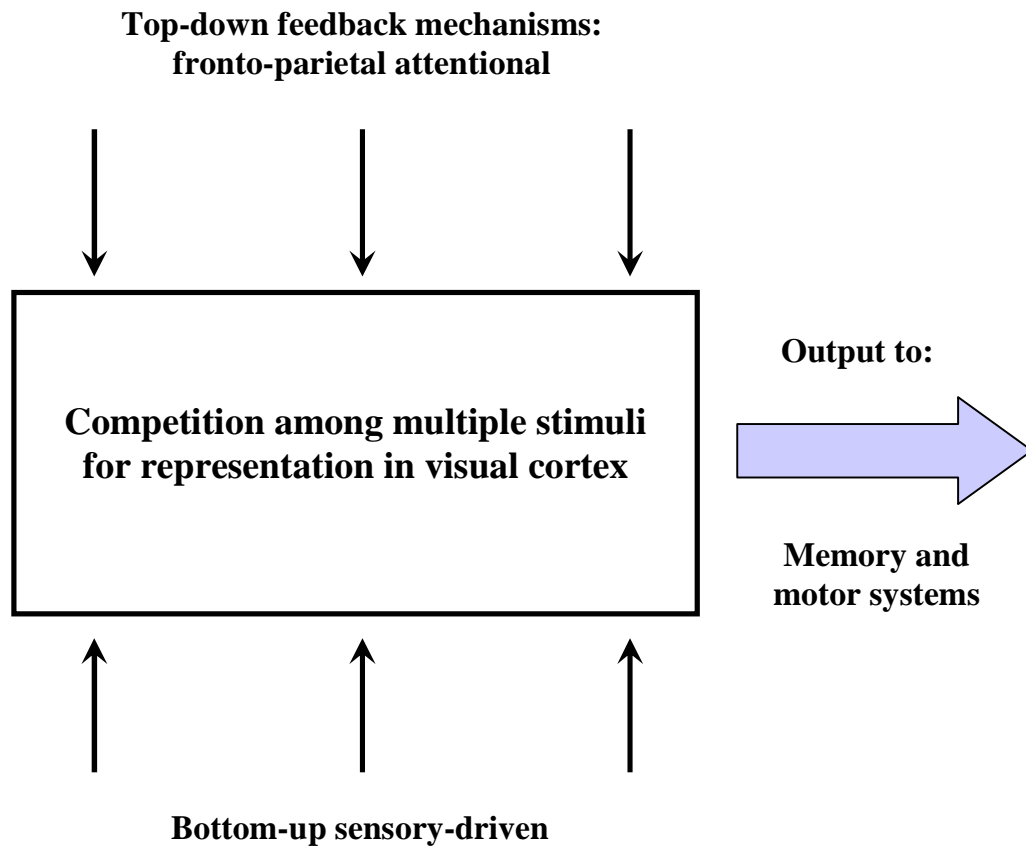 Top-down feedback mechanisms:
fronto-parietal attentional
Output to:
Competition among multiple stimuli
for representation in visual cortex
Memory and
motor systems
Bottom-up sensory-driven